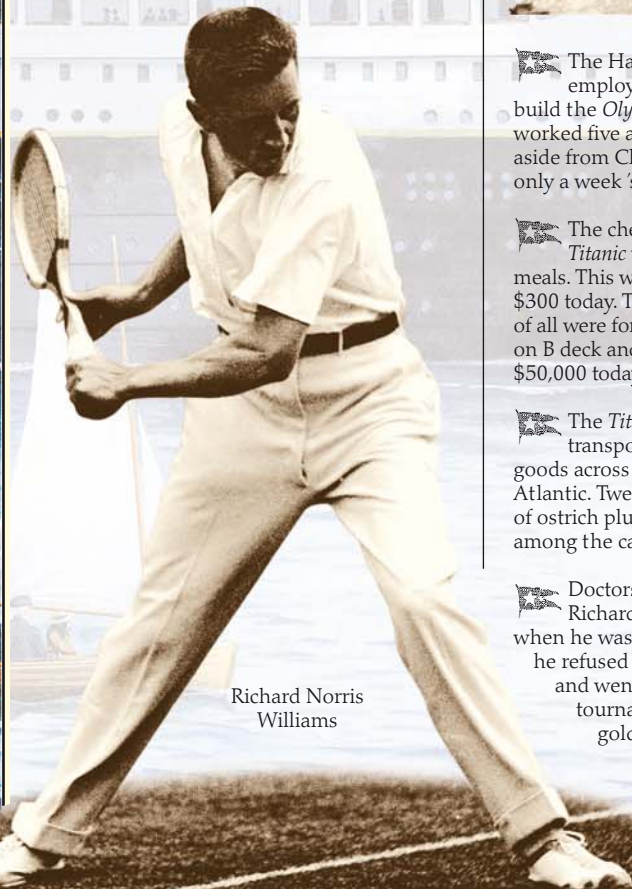 The Ha
employ
build the Oly
worked five a
aside from
only a week 's
The che
Titanic
meals. This w
$300 today. T
of all were for
on B deck and
$50,000 today
The Tit
transpo
goods across
Atlantic. Twe
of ostrich plu
among the ca
Doctors
Richard
when he was
he refused
and wen
tourna
gold
Richard Norris
Williams